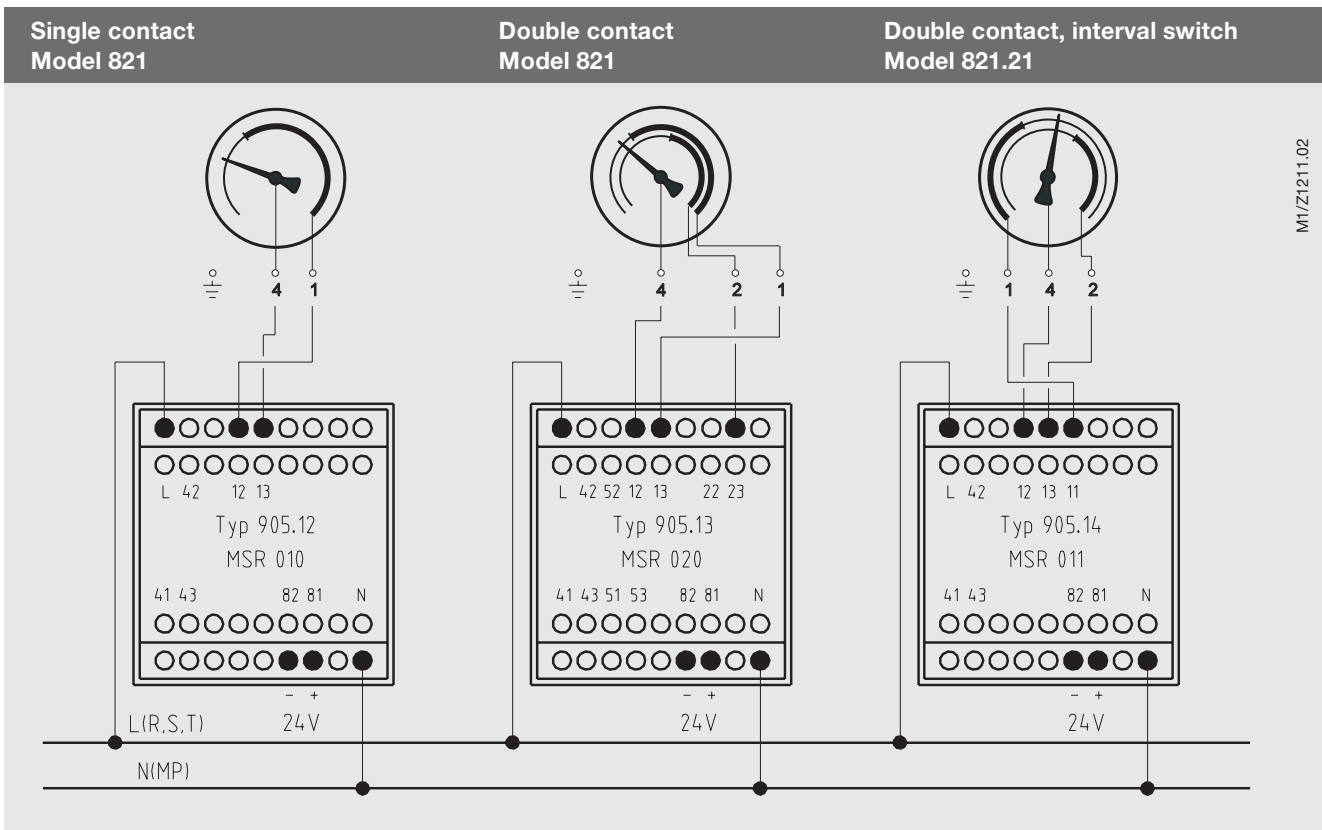 Single contact
Model 821
Double contact
Model 821
Double contact, interval switch
Model 821.21
M1/Z1211.02
4 1
4 2 1
1 4 2
L 42 12 13
Typ 905.12
MSR 010
41 43 82 81 N
- +
24V
L 42 52 12 13 22 23
Typ 905.13
MSR 020
41 43 51 53 82 81 N
- +
24V
L 42 12 13 11
Typ 905.14
MSR 011
41 43 82 81 N
- +
24V
L(R,S,T)
N(MP)